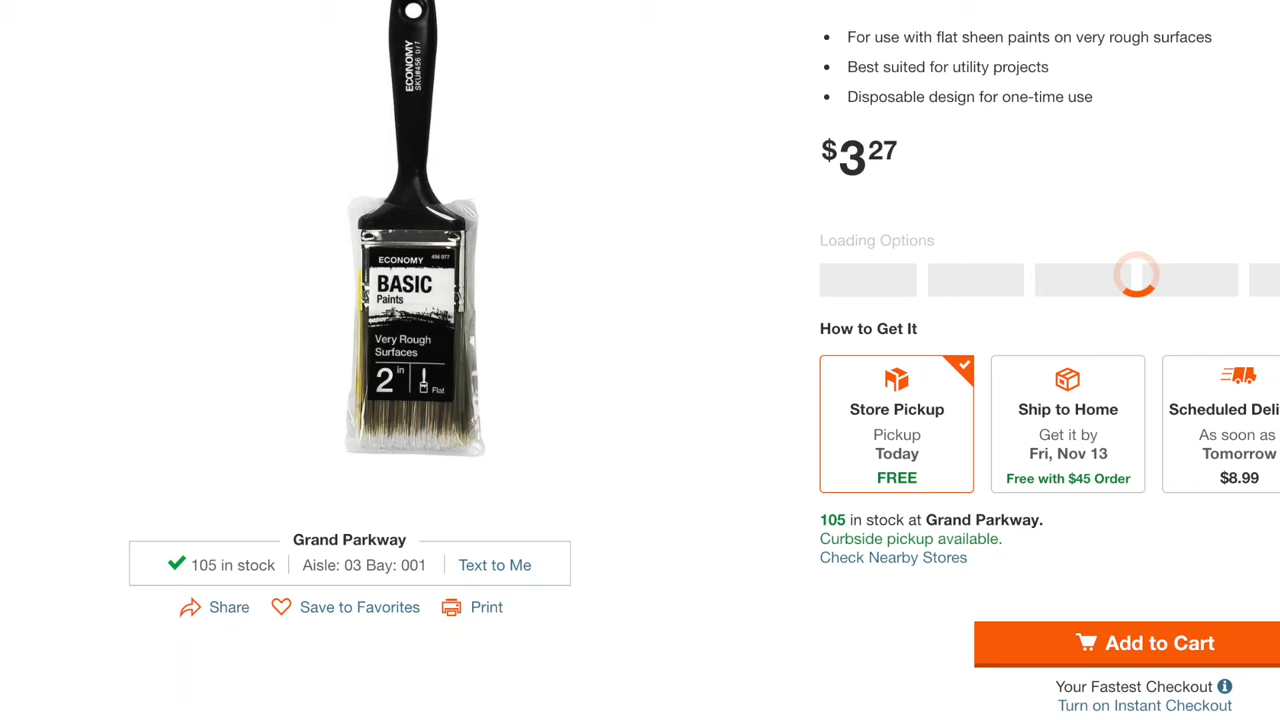 ECONOMY
SKU#456 077
ECONOMY 456 077
BASIC
Paints
Very Rough
Surfaces
2 in Flat
Grand Parkway
105 in stock Aisle: 03 Bay: 001 Text to Me
Share Save to Favorites Print
• For use with flat sheen paints on very rough surfaces
• Best suited for utility projects
• Disposable design for one-time use
$3 27
Loading Options
How to Get It
Store Pickup
Pickup
Today
FREE
Ship to Home
Get it by
Fri, Nov 13
Free with $45 Order
Scheduled Deli
As soon as
Tomorrow
$8.99
105 in stock at Grand Parkway.
Curbside pickup available.
Check Nearby Stores
Add to Cart
Your Fastest Checkout
Turn on Instant Checkout